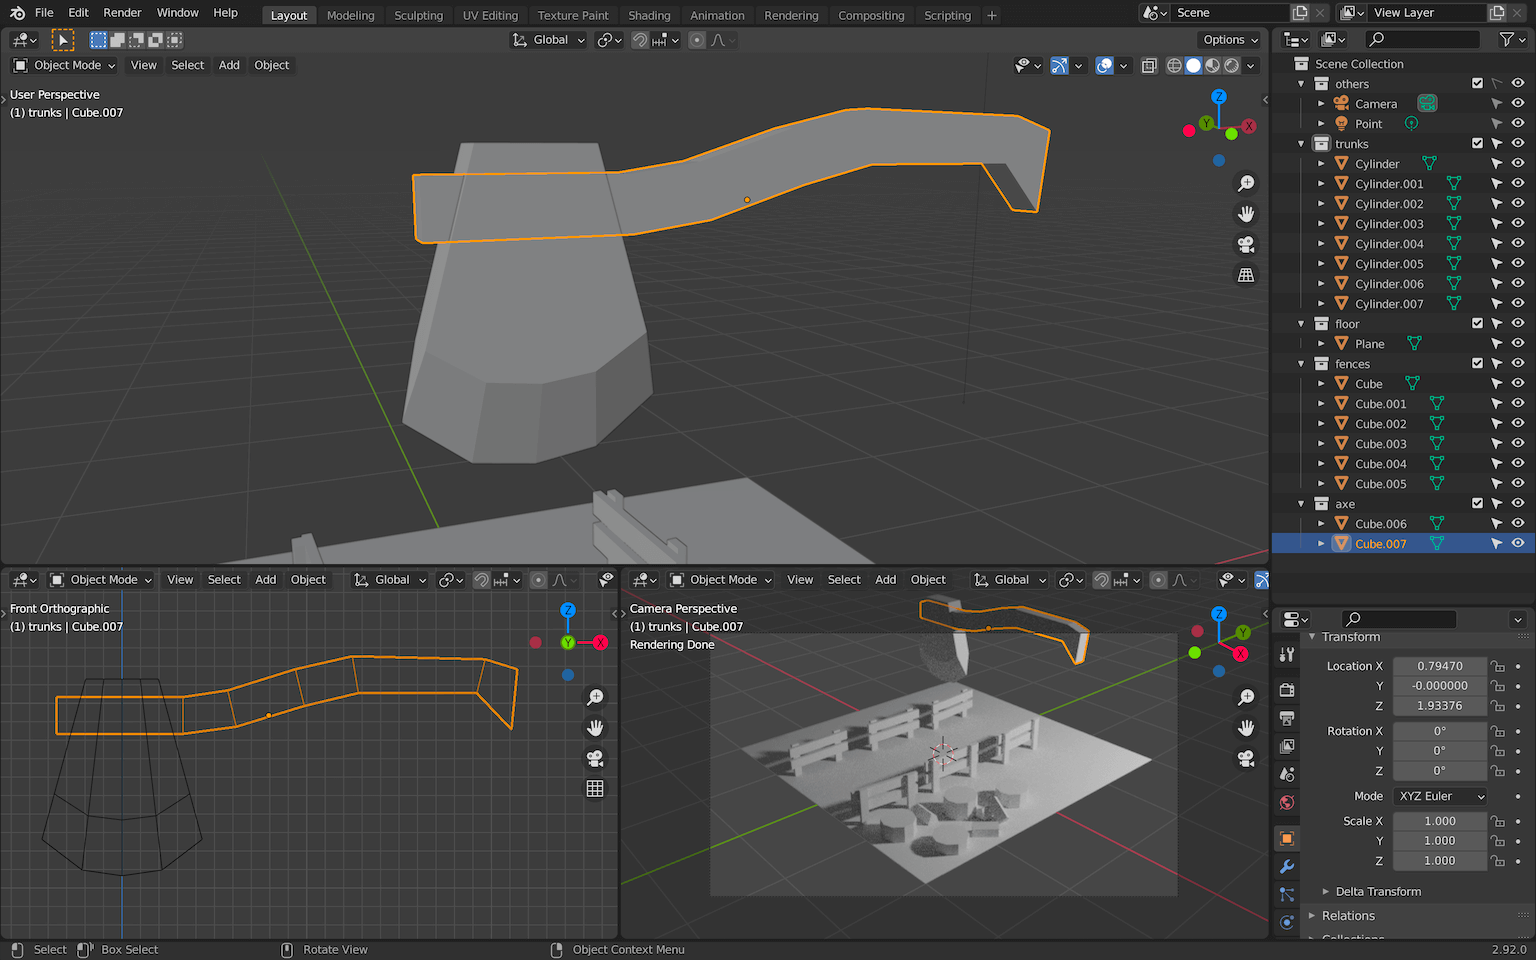 File Edit Render Window Help Layout Modeling Sculpting UV Editing Texture Paint Shading Animation Rendering Compositing Scripting + Scene View Layer
Global Options
Object Mode View Select Add Object
User Perspective
(1) trunks | Cube.007
Z
Y
X
Scene Collection
others
Camera
Point
trunks
Cylinder
Cylinder.001
Cylinder.002
Cylinder.003
Cylinder.004
Cylinder.005
Cylinder.006
Cylinder.007
floor
Plane
fences
Cube
Cube.001
Cube.002
Cube.003
Cube.004
Cube.005
axe
Cube.006
Cube.007
Object Mode View Select Add Object Global
Front Orthographic
(1) trunks | Cube.007
Z
Y
X
Object Mode View Select Add Object Global
Camera Perspective
(1) trunks | Cube.007
Rendering Done
Z
Y
X
Transform
Location X 0.79470
Y -0.000000
Z 1.93376
Rotation X 0°
Y 0°
Z 0°
Mode XYZ Euler
Scale X 1.000
Y 1.000
Z 1.000
Delta Transform
Relations
Select Box Select Rotate View Object Context Menu 2.92.0